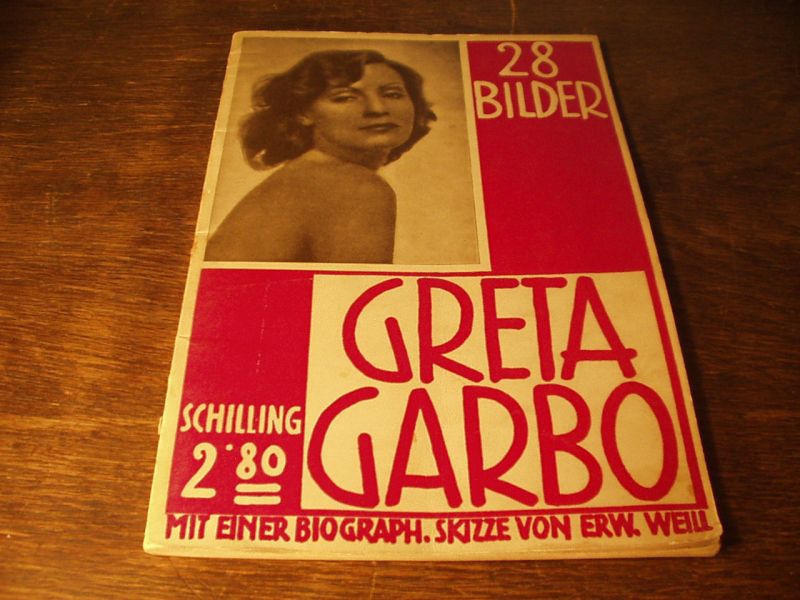 28
BILDER
GRETA
GARBO
SCHILLING
2·80
MIT EINER BIOGRAPH. SKIZZE VON ERW. WEILL